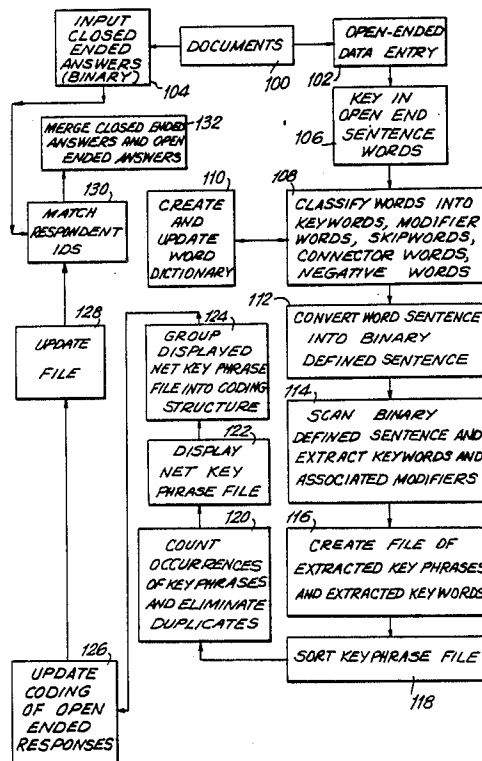 INPUT
CLOSED
ENDED
ANSWERS
(BINARY)
104
DOCUMENTS
100
OPEN-ENDED
DATA ENTRY
102
KEY IN
OPEN END
SENTENCE
WORDS
106
132
MERGE CLOSED ENDED
ANSWERS AND OPEN
ENDED ANSWERS
130
MATCH
RESPONDENT
IDS
110
CREATE
AND
UPDATE
WORD
DICTIONARY
108
CLASSIFY WORDS INTO
KEYWORDS, MODIFIER
WORDS, SKIPWORDS,
CONNECTOR WORDS,
NEGATIVE WORDS
112
CONVERT WORD SENTENCE
INTO BINARY
DEFINED SENTENCE
114
SCAN BINARY
DEFINED SENTENCE AND
EXTRACT KEYWORDS AND
ASSOCIATED MODIFIERS
116
CREATE FILE OF
EXTRACTED KEY PHRASES
AND EXTRACTED KEYWORDS
SORT KEYPHRASE FILE
118
120
COUNT
OCCURRENCES
OF KEY PHRASES
AND ELIMINATE
DUPLICATES
122
DISPLAY
NET KEY
PHRASE FILE
124
GROUP
DISPLAYED
NET KEY PHRASE
FILE INTO CODING
STRUCTURE
126
UPDATE
CODING
OF OPEN
ENDED
RESPONSES
128
UPDATE
FILE